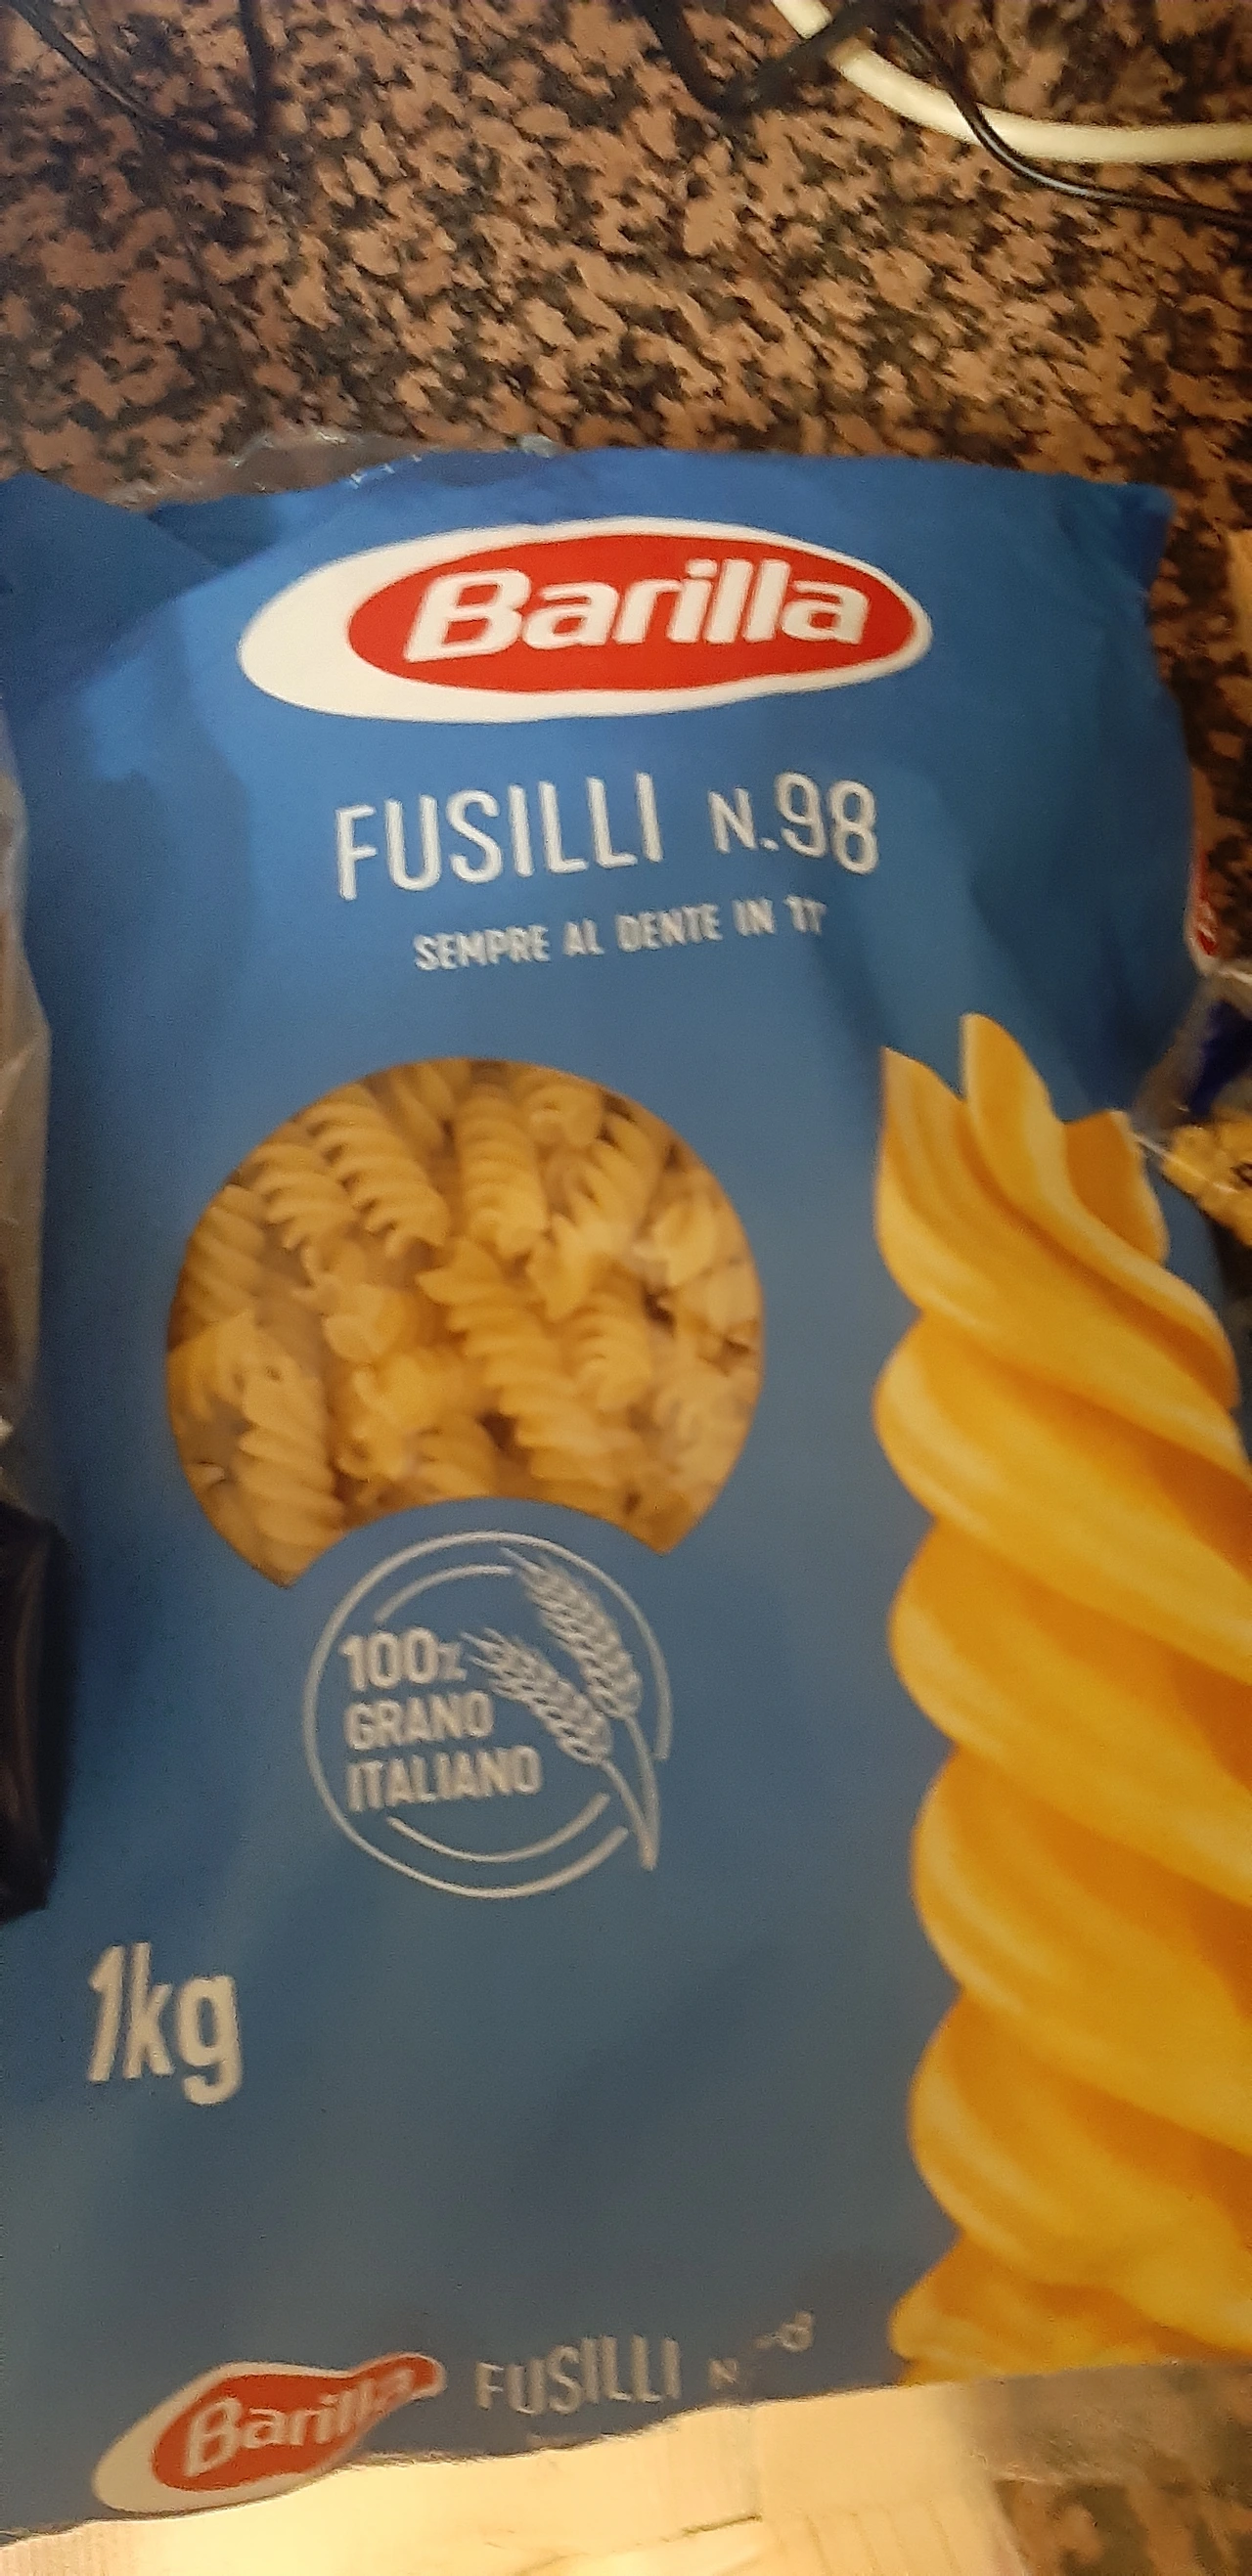 Barilla
FUSILLI N.98
SEMPRE AL DENTE IN 11'
100%
GRANO
ITALIANO
1kg
Barilla FUSILLI N.